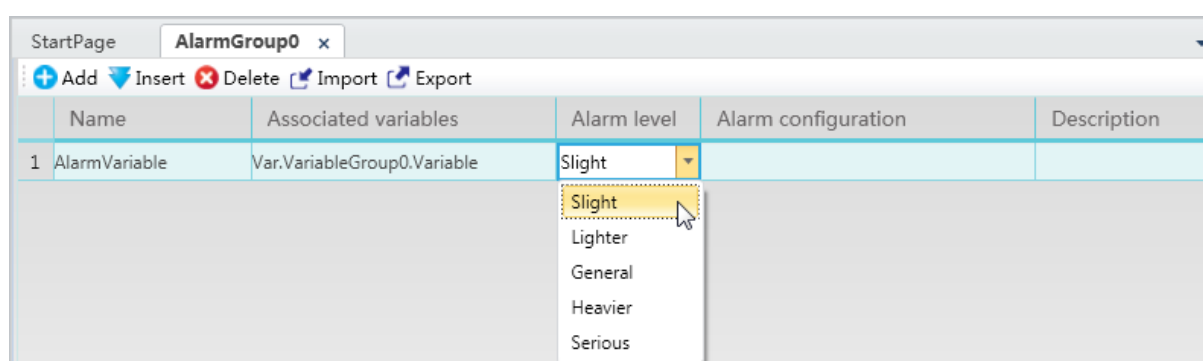 StartPage AlarmGroup0 x
Add Insert Delete Import Export
Name Associated variables Alarm level Alarm configuration Description
1 AlarmVariable Var.VariableGroup0.Variable Slight
Slight
Lighter
General
Heavier
Serious